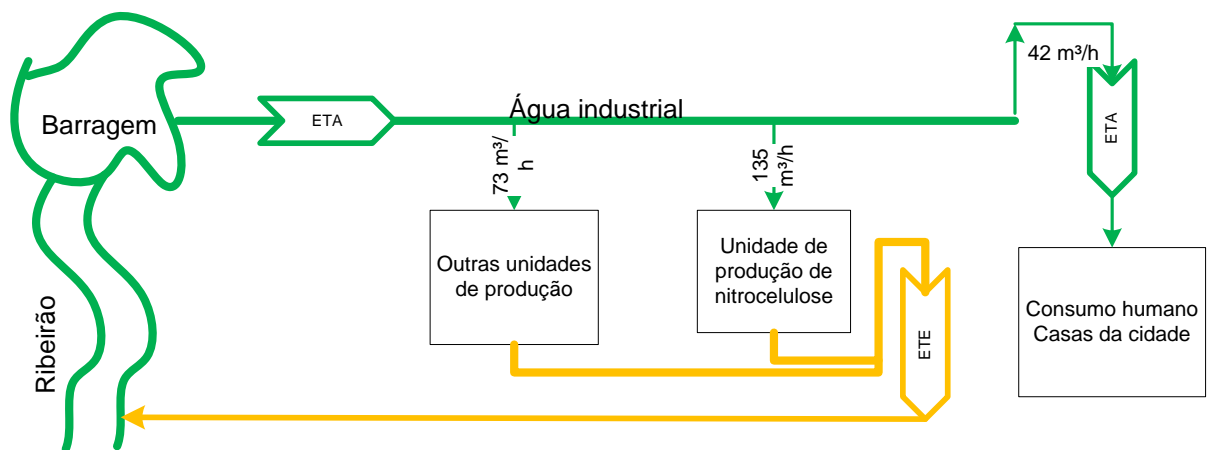 42 m³/h
Água industrial
Barragem
ETA
ETA
73 m³/
h
135
m³/h
Outras unidades
de produção
Unidade de
produção de
nitrocelulose
Consumo humano
Casas da cidade
Ribeirão
ETE